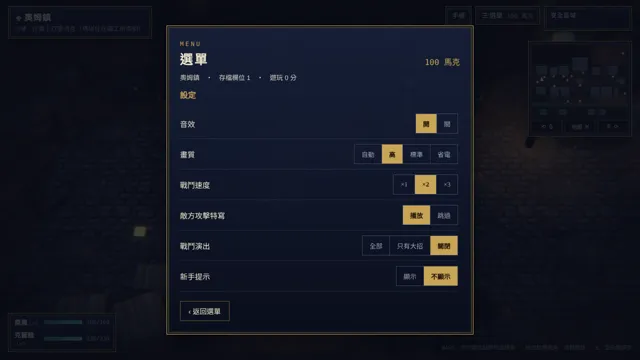 奧姆鎮
MENU
選單
100 馬克
奧姆鎮 · 存檔欄位 1 · 遊玩 0 分
設定
音效 開 關
畫質 自動 高 標準 省電
戰鬥速度 ×1 ×2 ×3
敵方攻擊特寫 播放 跳過
戰鬥演出 全部 只有大招 關閉
新手提示 顯示 不顯示
‹ 返回選單